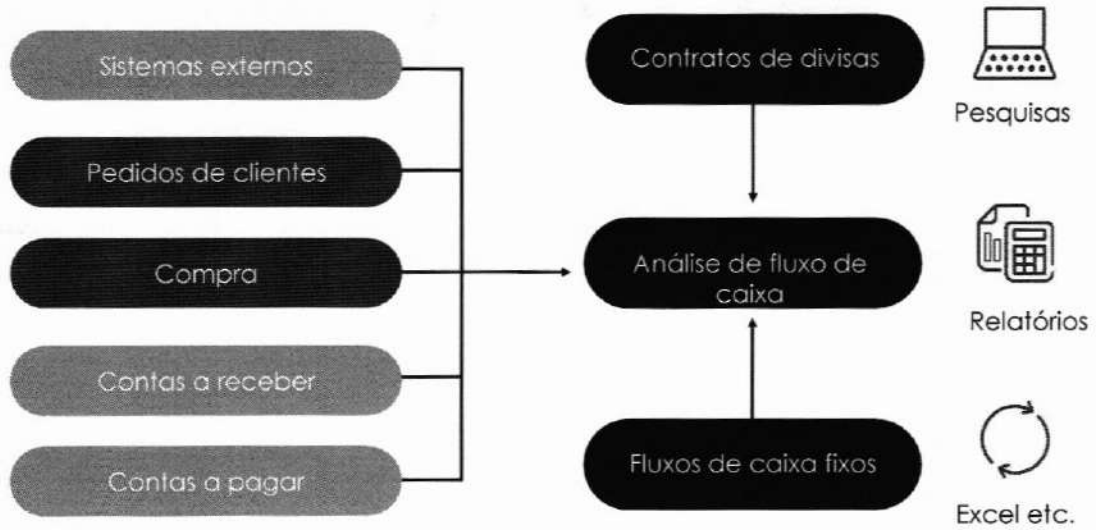 Sistemas externos
Pedidos de clientes
Compra
Contas a receber
Contas a pagar
Contratos de divisas
Análise de fluxo de
caixa
Fluxos de caixa fixos
Pesquisas
Relatórios
Excel etc.